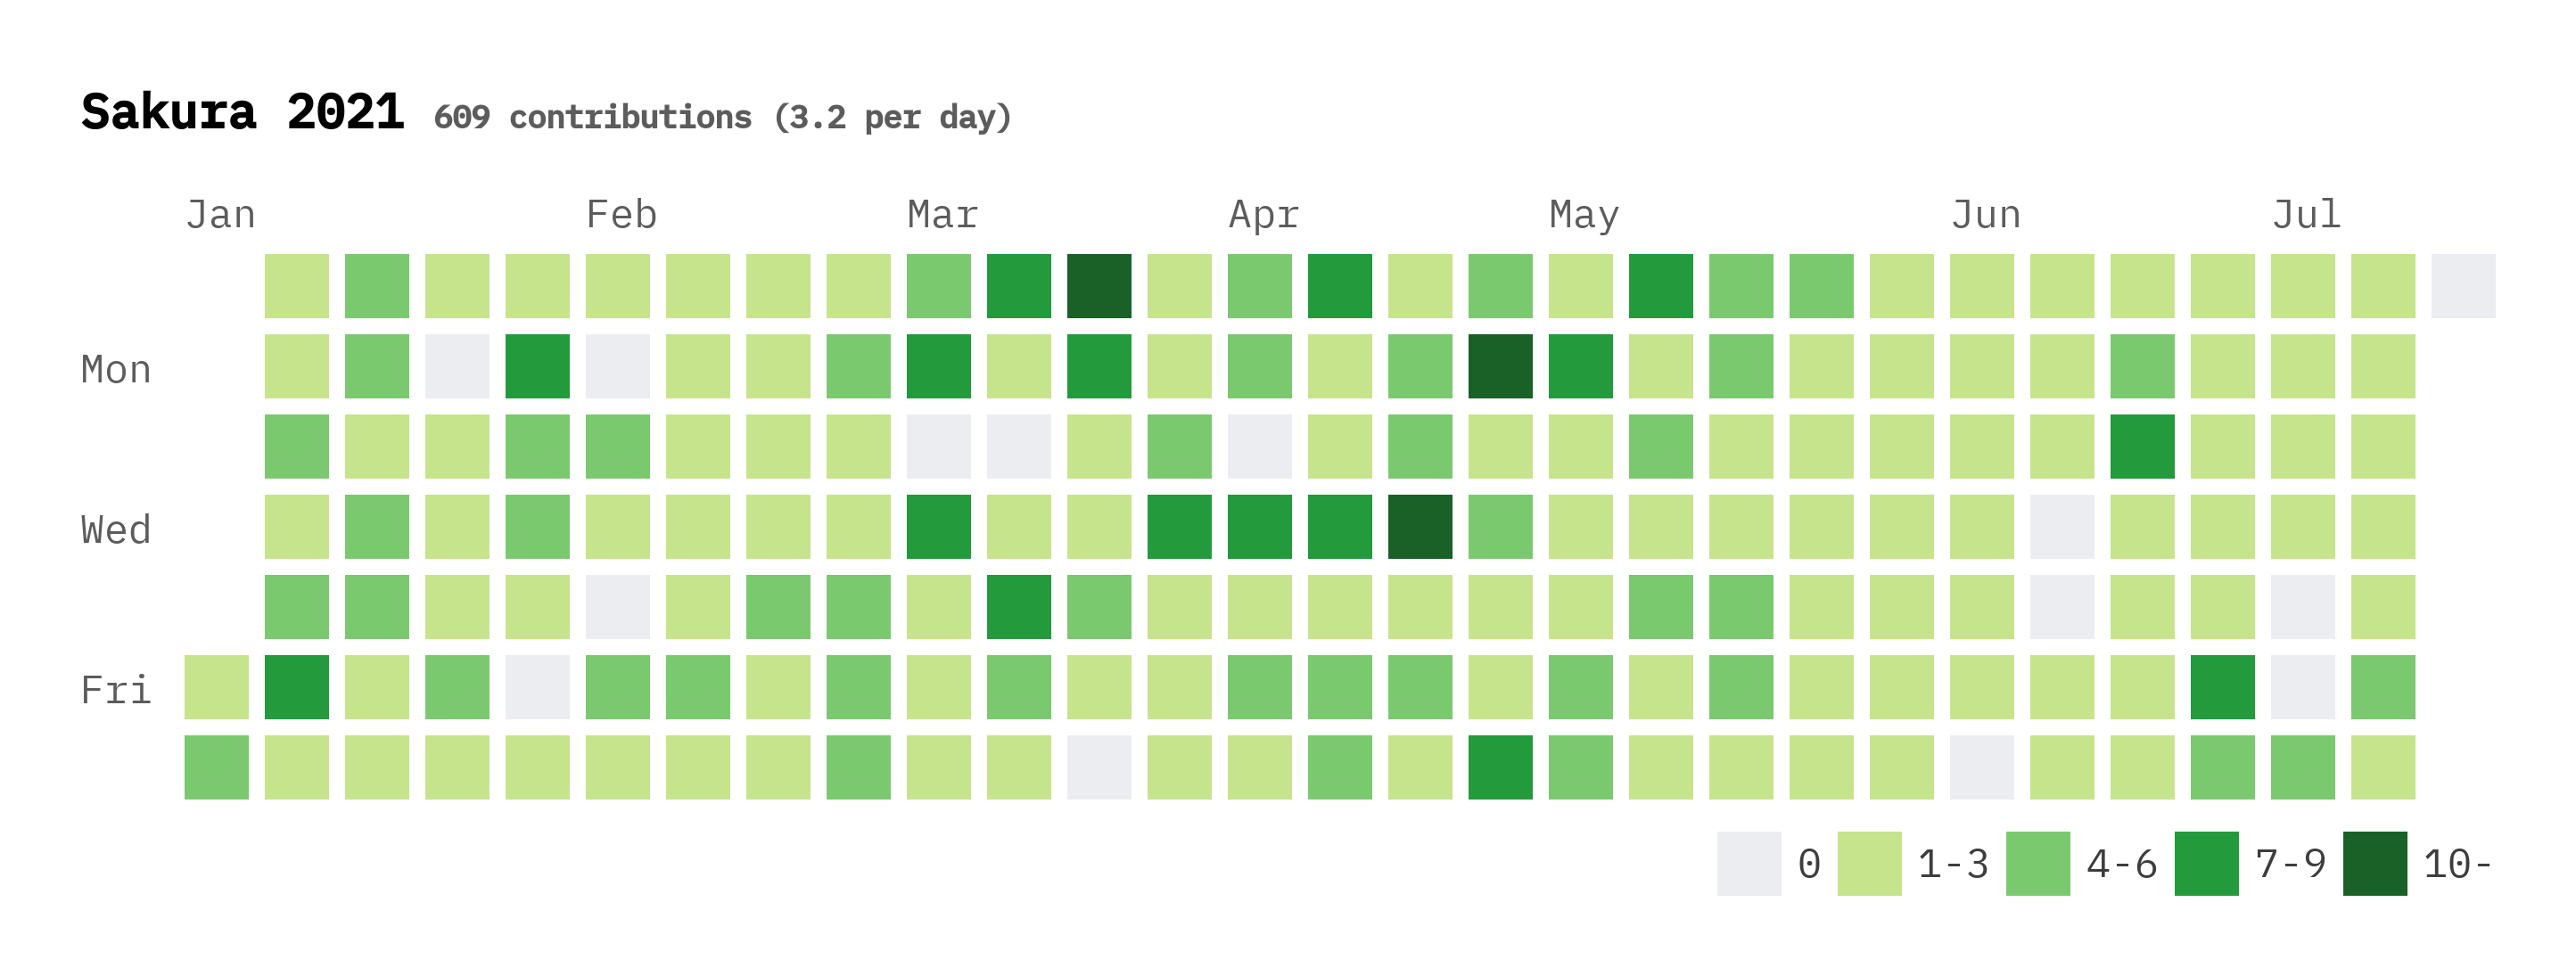 Sakura 2021 609 contributions (3.2 per day)
Jan Feb Mar Apr May Jun Jul
Mon
Wed
Fri
0 1-3 4-6 7-9 10-